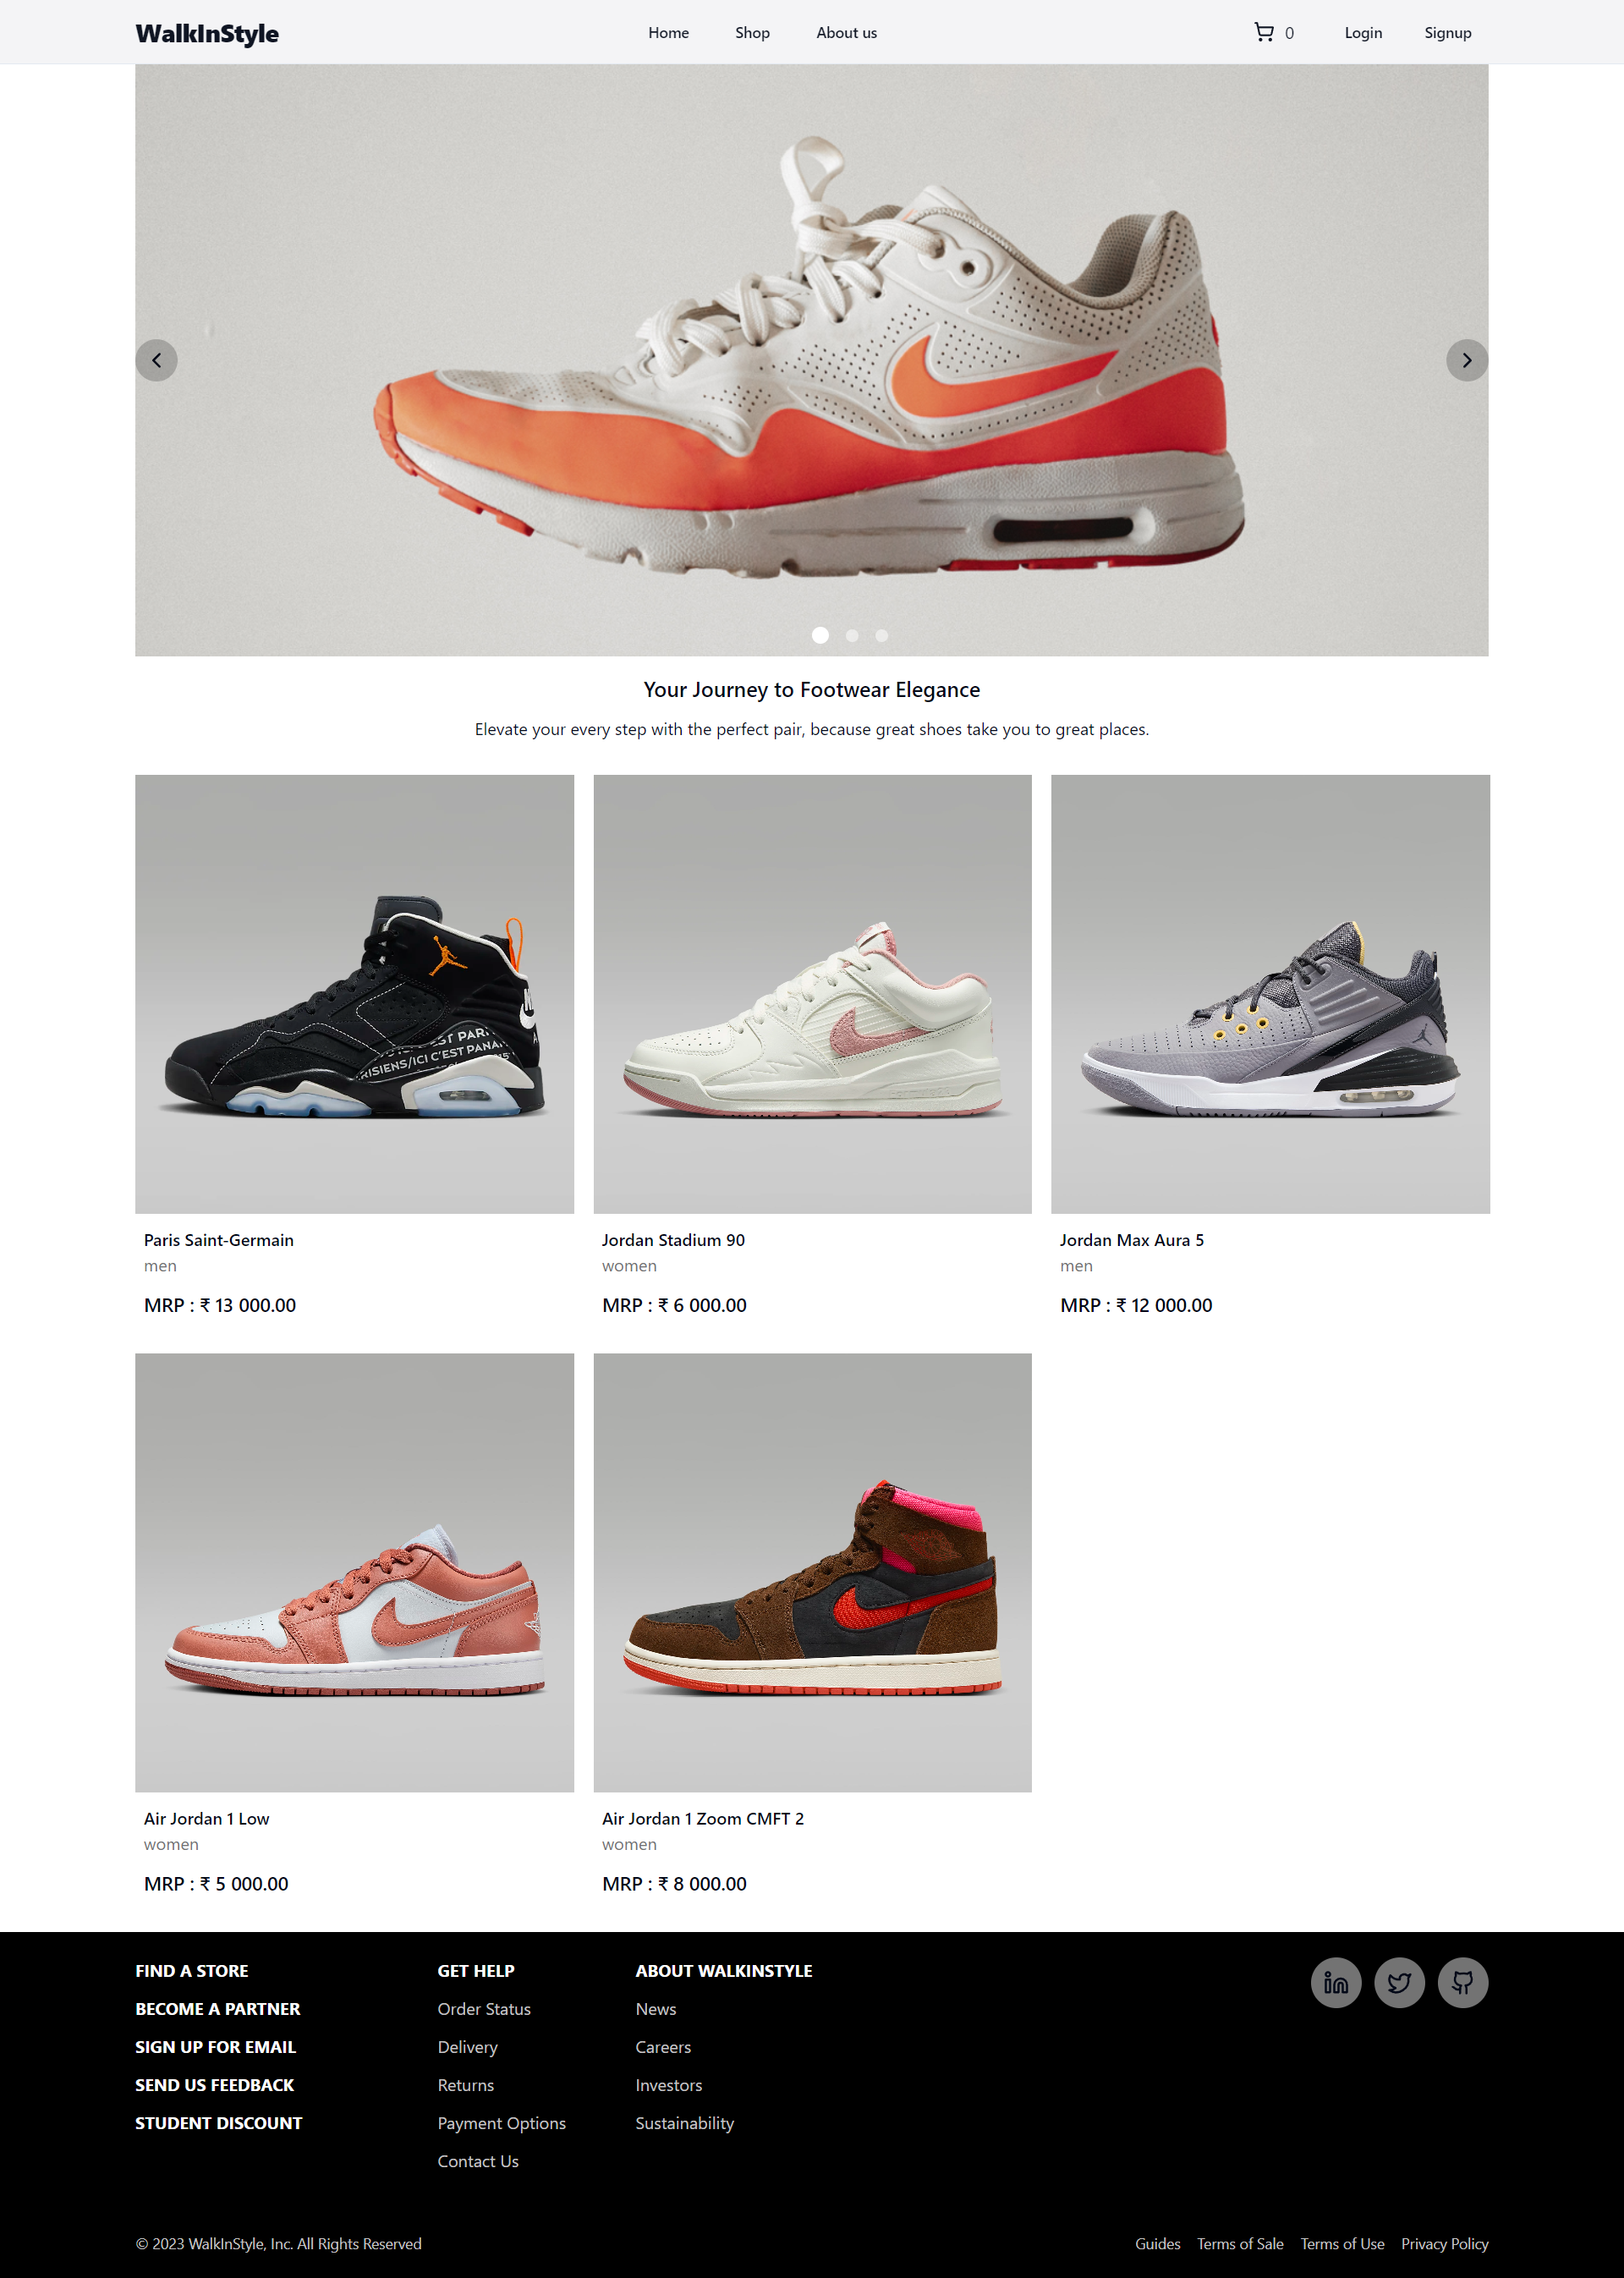 WalkInStyle
Home Shop About us
0 Login Signup
Your Journey to Footwear Elegance
Elevate your every step with the perfect pair, because great shoes take you to great places.
PARISIENS/ICI C'EST PARIS
Paris Saint-Germain
men
MRP : ₹ 13 000.00
Jordan Stadium 90
women
MRP : ₹ 6 000.00
Jordan Max Aura 5
men
MRP : ₹ 12 000.00
Air Jordan 1 Low
women
MRP : ₹ 5 000.00
Air Jordan 1 Zoom CMFT 2
women
MRP : ₹ 8 000.00
FIND A STORE
BECOME A PARTNER
SIGN UP FOR EMAIL
SEND US FEEDBACK
STUDENT DISCOUNT
GET HELP
Order Status
Delivery
Returns
Payment Options
Contact Us
ABOUT WALKINSTYLE
News
Careers
Investors
Sustainability
© 2023 WalkInStyle, Inc. All Rights Reserved
Guides Terms of Sale Terms of Use Privacy Policy